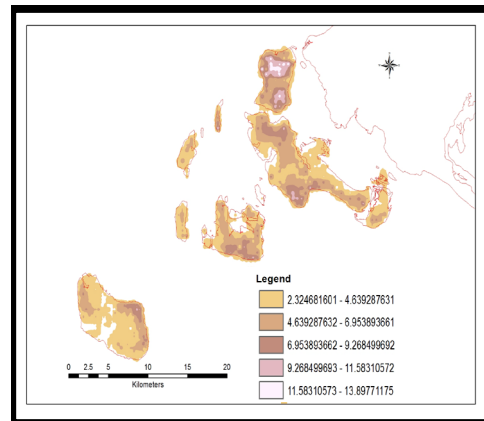 Legend
2.324681601 - 4.639287631
4.639287632 - 6.953893661
6.953893662 - 9.268499692
9.268499693 - 11.58310572
11.58310573 - 13.89771175
0 2.5 5 10 15 20
Kilometers